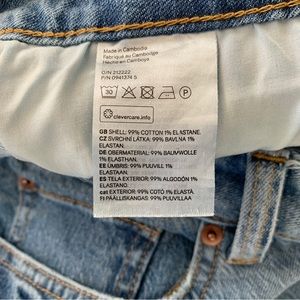 Made in Cambodia
Fabriqué au Cambodge
Hecho en Camboya
O/N 212222
P/N 0941374 5
30
P
clevercare.info
GB SHELL: 99% COTTON 1% ELASTANE.
CZ SVRCHNÍ LÁTKA: 99% BAVLNA 1%
ELASTAN.
DE OBERMATERIAL: 99% BAUMWOLLE
1% ELASTHAN.
EE ÜMBRIS: 99% PUUVILL 1%
ELASTAAN.
ES TELA EXTERIOR: 99% ALGODÓN 1%
ELASTANO.
cat EXTERIOR: 99% COTÓ 1% ELASTÀ
FI PÄÄLLISKANGAS: 99% PUUVILLAA